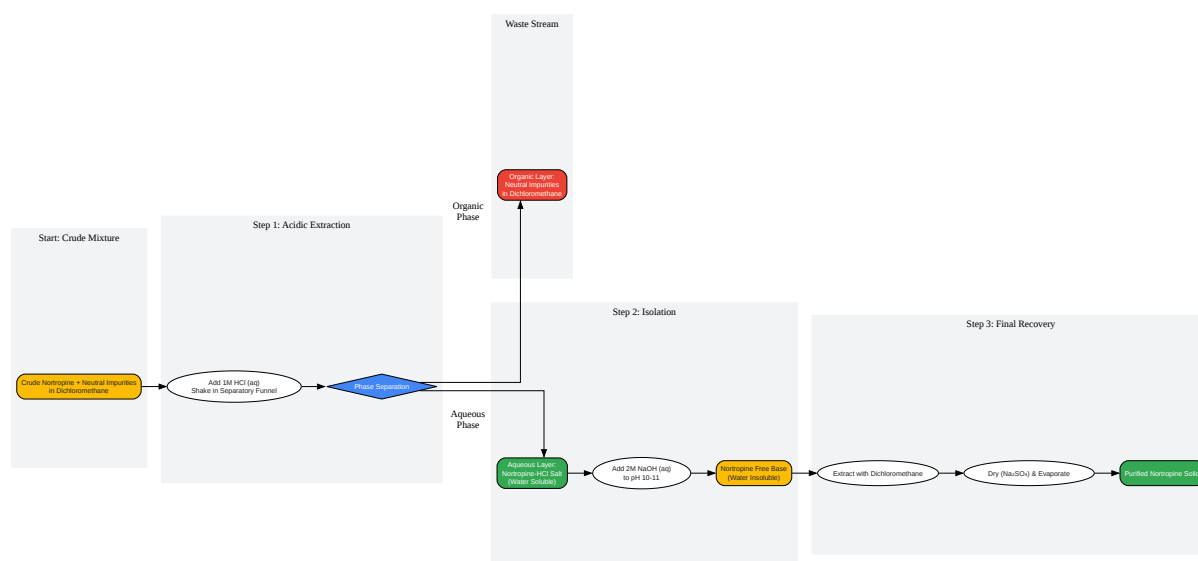 Waste Stream
Organic Layer:
Neutral Impurities
in Dichloromethane
Organic
Phase
Start: Crude Mixture
Crude Nortropine + Neutral Impurities
in Dichloromethane
Step 1: Acidic Extraction
Add 1M HCl (aq)
Shake in Separatory Funnel
Phase Separation
Aqueous
Phase
Step 2: Isolation
Aqueous Layer:
Nortropine-HCl Salt
(Water Soluble)
Add 2M NaOH (aq)
to pH 10-11
Nortropine Free Base
(Water Insoluble)
Step 3: Final Recovery
Extract with Dichloromethane
Dry (Na₂SO₄) & Evaporate
Purified Nortropine Solid